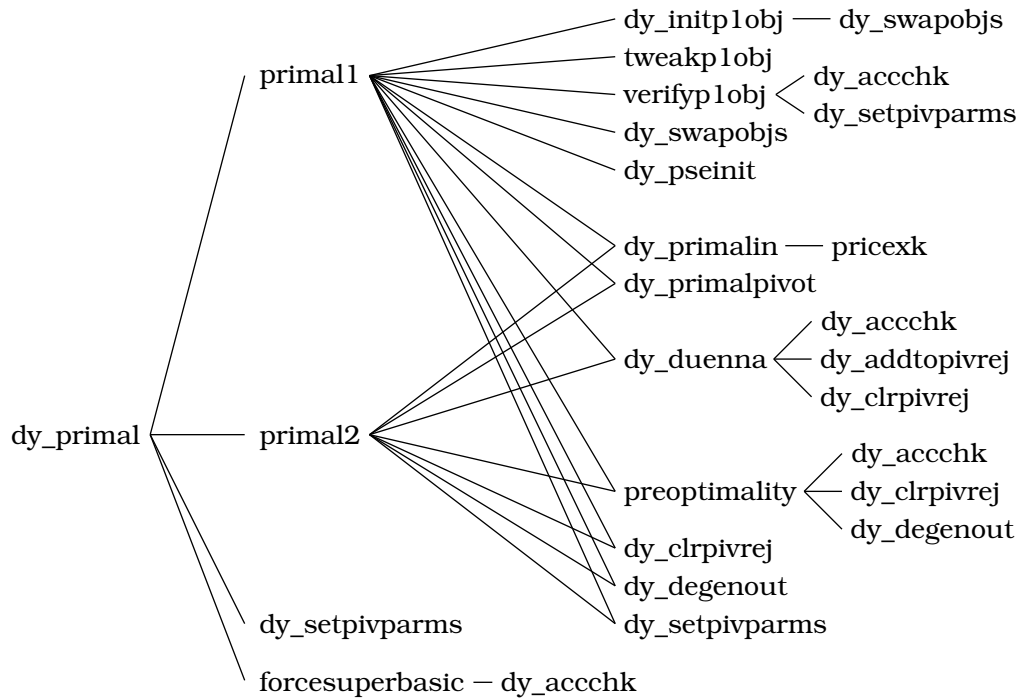 dy_initp1obj dy_swapobjs
tweakp1obj
primal1
dy_accchk
verifyp1obj
dy_setpivparms
dy_swapobjs
dy_pseinit
dy_primalin pricexk
dy_primalpivot
dy_accchk
dy_duenna dy_addtopivrej
dy_clrpivrej
dy_primal primal2
dy_accchk
preoptimality dy_clrpivrej
dy_degenout
dy_clrpivrej
dy_degenout
dy_setpivparms dy_setpivparms
forcesuperbasic dy_accchk